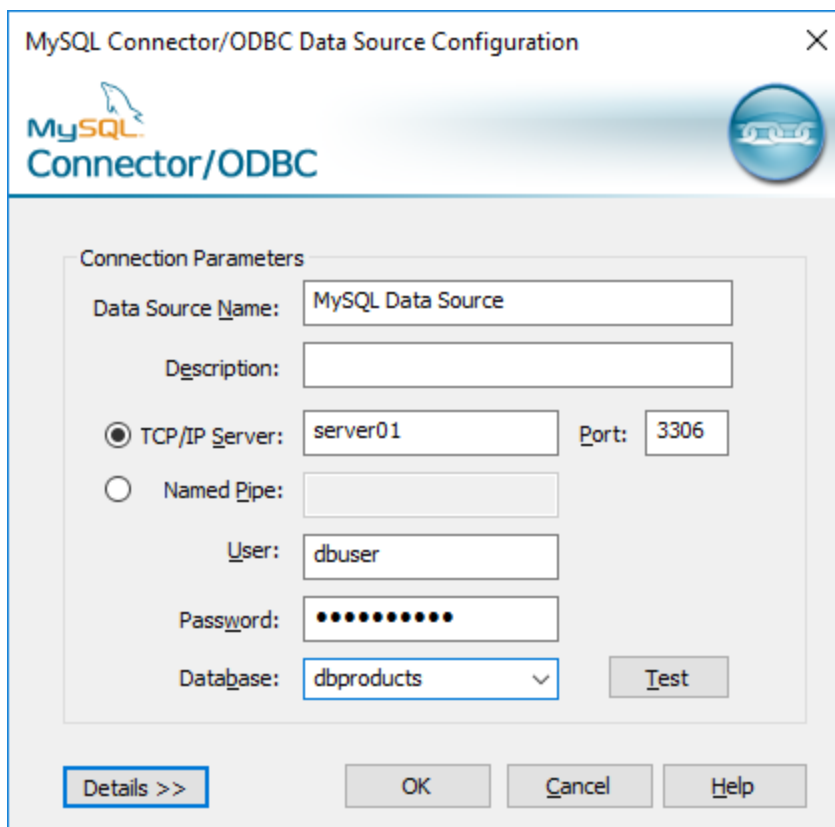 MySQL Connector/ODBC Data Source Configuration
MySQL
Connector/ODBC
Connection Parameters
Data Source Name: MySQL Data Source
Description:
TCP/IP Server: server01 Port: 3306
Named Pipe:
User: dbuser
Password: ●●●●●●●●●●
Database: dbproducts Test
Details >> OK Cancel Help